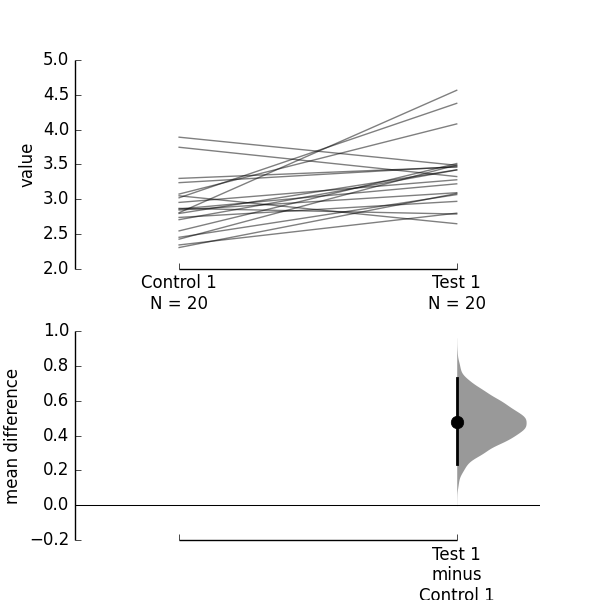 5.0
4.5
4.0
3.5
3.0
2.5
2.0
value
Control 1
N = 20
Test 1
N = 20
1.0
0.8
0.6
0.4
0.2
0.0
−0.2
mean difference
Test 1
minus
Control 1